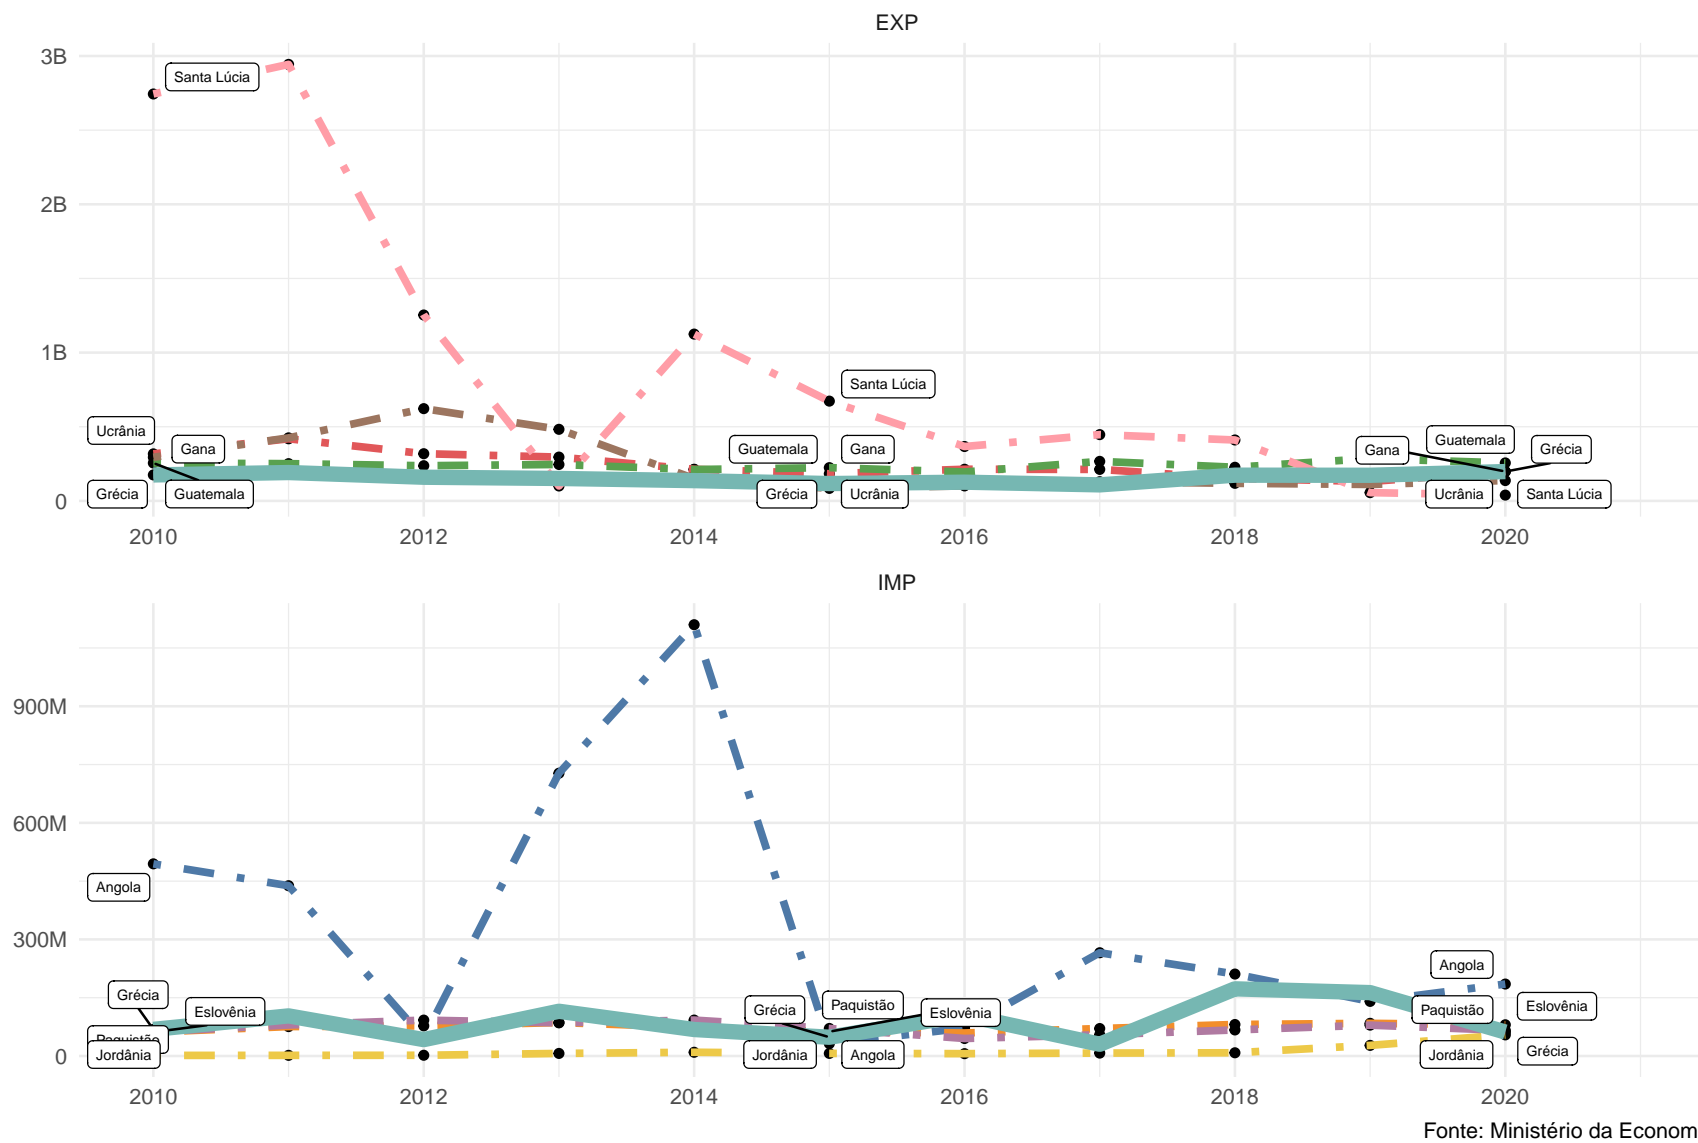 EXP
3B
2B
1B
0
Santa Lúcia
Santa Lúcia
Ucrânia
Gana
Grécia
Guatemala
Guatemala
Gana
Grécia
Ucrânia
Gana
Guatemala
Grécia
Ucrânia
Santa Lúcia
2010 2012 2014 2016 2018 2020
IMP
900M
600M
300M
0
Angola
Grécia
Eslovênia
Paquistão
Jordânia
Grécia
Paquistão
Eslovênia
Jordânia
Angola
Angola
Paquistão
Eslovênia
Jordânia
Grécia
2010 2012 2014 2016 2018 2020
Fonte: Ministério da Econom